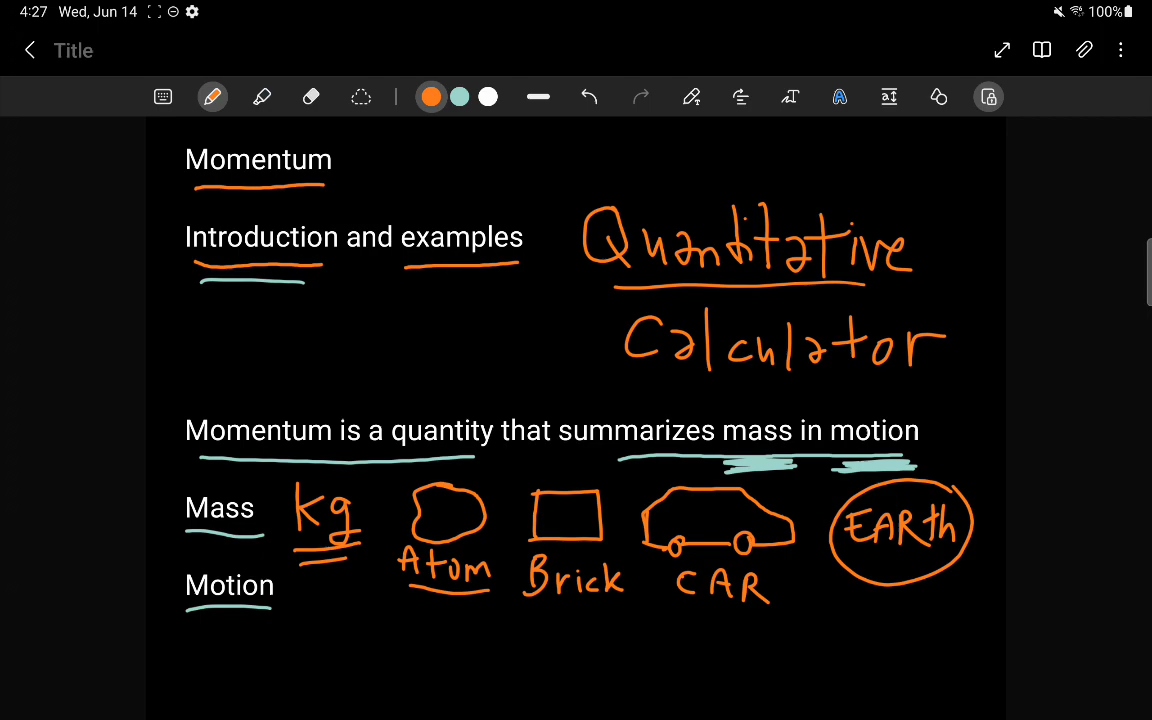 4:27 Wed, Jun 14 100%
Title
Momentum
Introduction and examples
Quantitative
Calculator
Momentum is a quantity that summarizes mass in motion
Mass kg EARth
Atom Brick CAR
Motion